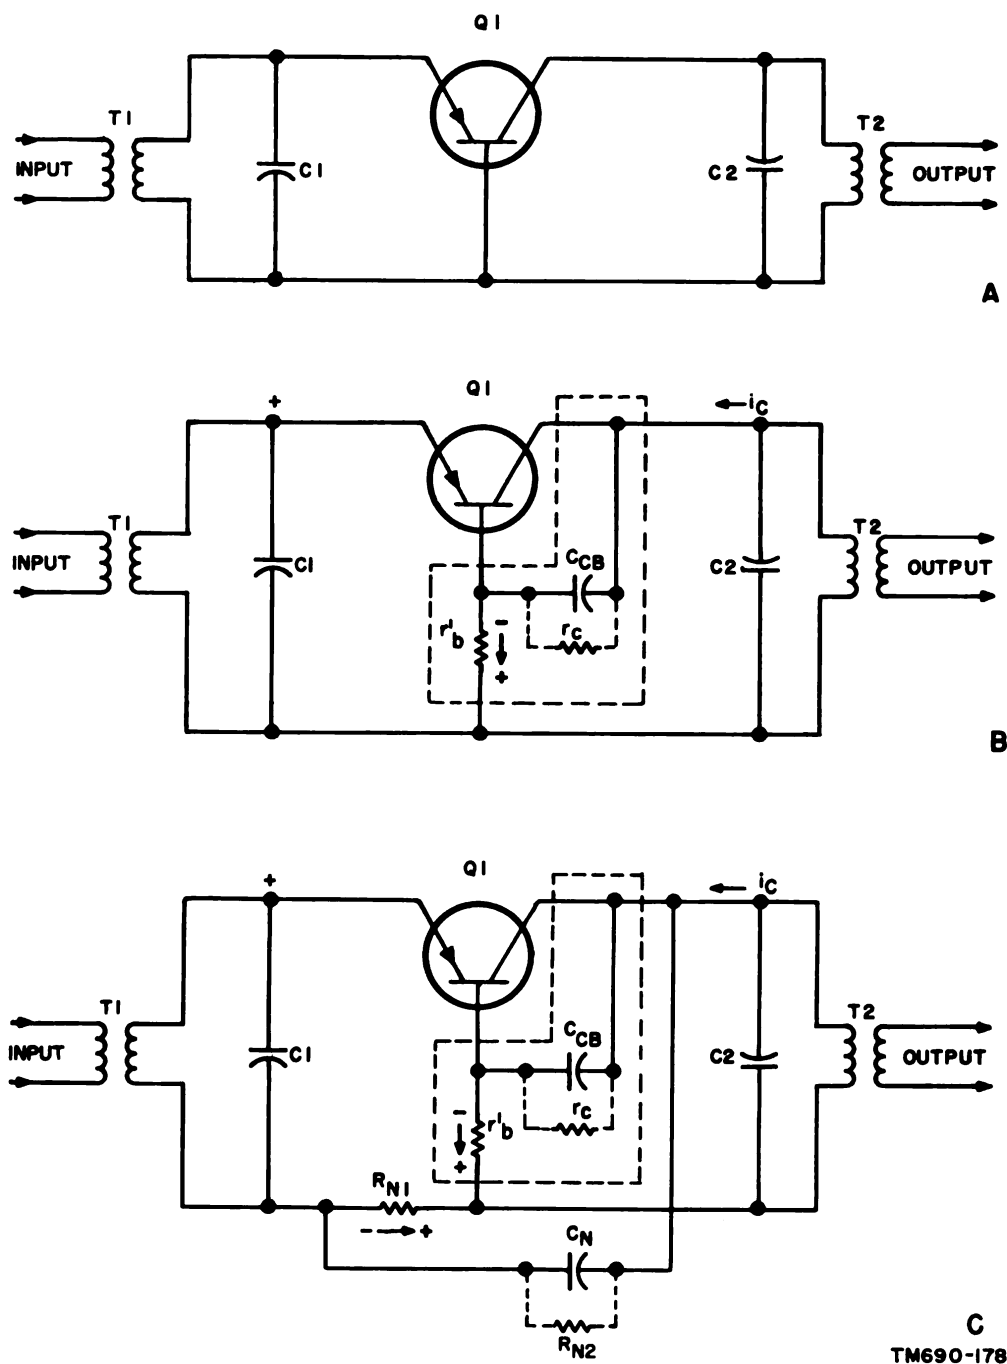 Q1
T1
INPUT
C1
C2
T2
OUTPUT
A
Q1
+
iC
T1
INPUT
C1
CCB
r'b
-
+
rC
C2
T2
OUTPUT
B
Q1
+
iC
T1
INPUT
C1
CCB
-
r'b
+
rC
C2
T2
OUTPUT
RN1
- +
CN
RN2
C
TM690-178